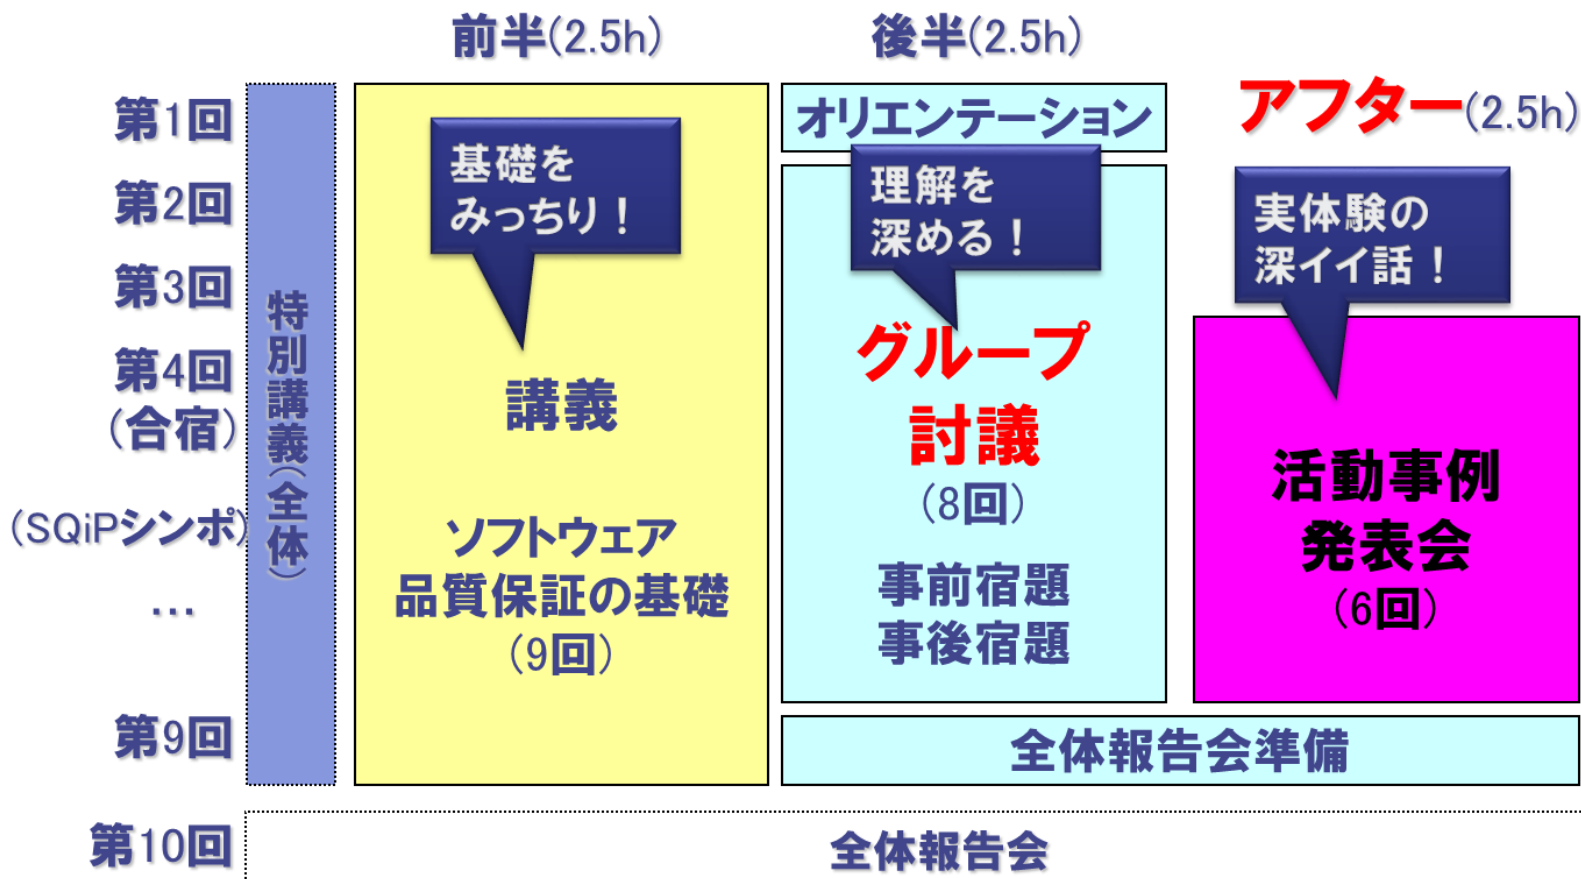 前半(2.5h)
後半(2.5h)
アフター(2.5h)
第1回
第2回
第3回
第4回
(合宿)
(SQiPシンポ)
…
第9回
第10回
特別講義(全体)
基礎を
みっちり！
講義
ソフトウェア
品質保証の基礎
(9回)
オリエンテーション
理解を
深める！
グループ
討議
(8回)
事前宿題
事後宿題
実体験の
深イイ話！
活動事例
発表会
(6回)
全体報告会準備
全体報告会